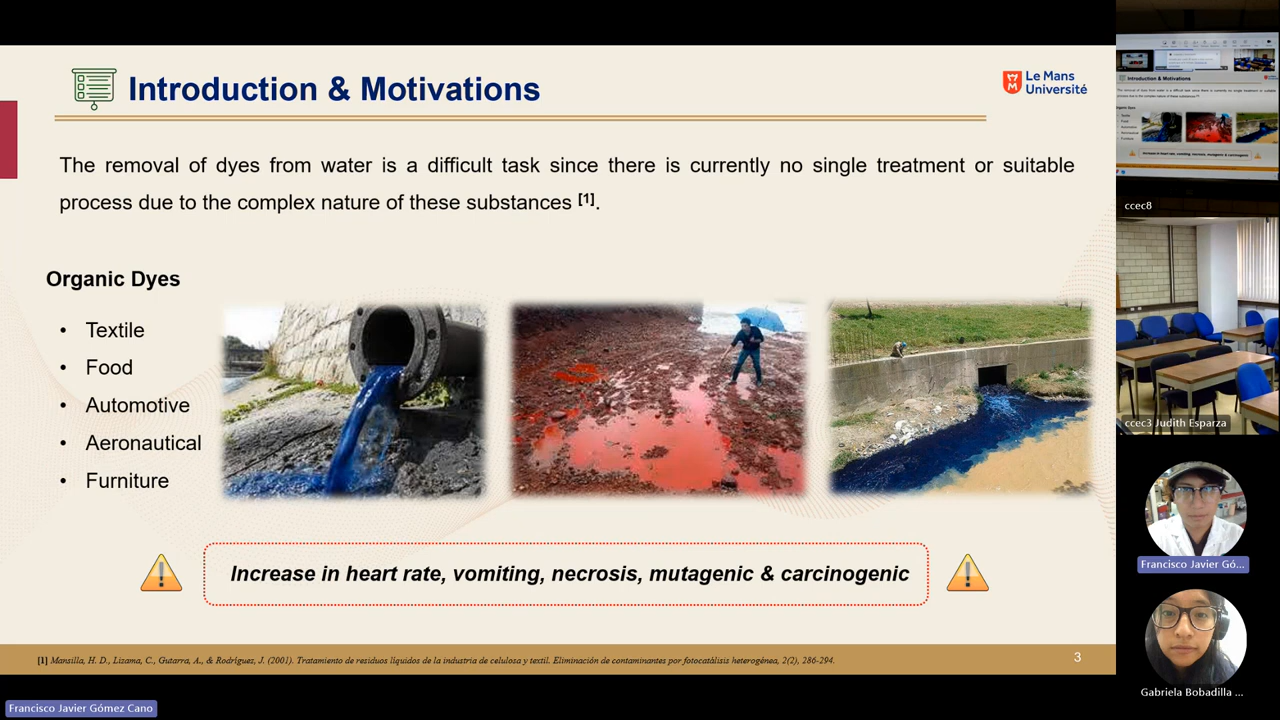 Introduction & Motivations
Le Mans
Université
The removal of dyes from water is a difficult task since there is currently no single treatment or suitable
process due to the complex nature of these substances [1].
Organic Dyes
• Textile
• Food
• Automotive
• Aeronautical
• Furniture
Increase in heart rate, vomiting, necrosis, mutagenic & carcinogenic
[1] Mansilla, H. D., Lizama, C., Gutarra, A., & Rodrígues, J. (2001). Tratamiento de residuos líquidos de la industria de celulosa y textil. Eliminación de contaminantes por fotocatálisis heterogénea, 2(2), 286-294.
3
Francisco Javier Gómez Cano
Introduction & Motivations
ccec8
ccec3 Judith Esparza
Francisco Javier Gó...
Gabriela Bobadilla ...